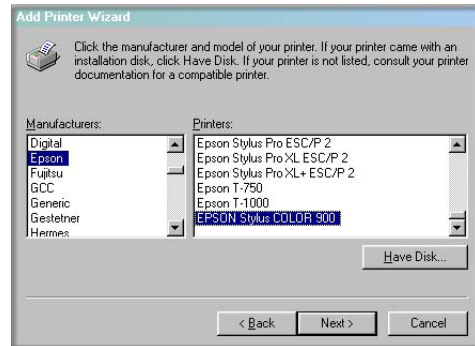 Add Printer Wizard
Click the manufacturer and model of your printer. If your printer came with an
installation disk, click Have Disk. If your printer is not listed, consult your printer
documentation for a compatible printer.
Manufacturers:
Digital
Epson
Fujitsu
GCC
Generic
Gestetner
Hermes
Printers:
Epson Stylus Pro ESC/P 2
Epson Stylus Pro XL ESC/P 2
Epson Stylus Pro XL+ ESC/P 2
Epson T-750
Epson T-1000
EPSON Stylus COLOR 900
Have Disk...
< Back
Next >
Cancel